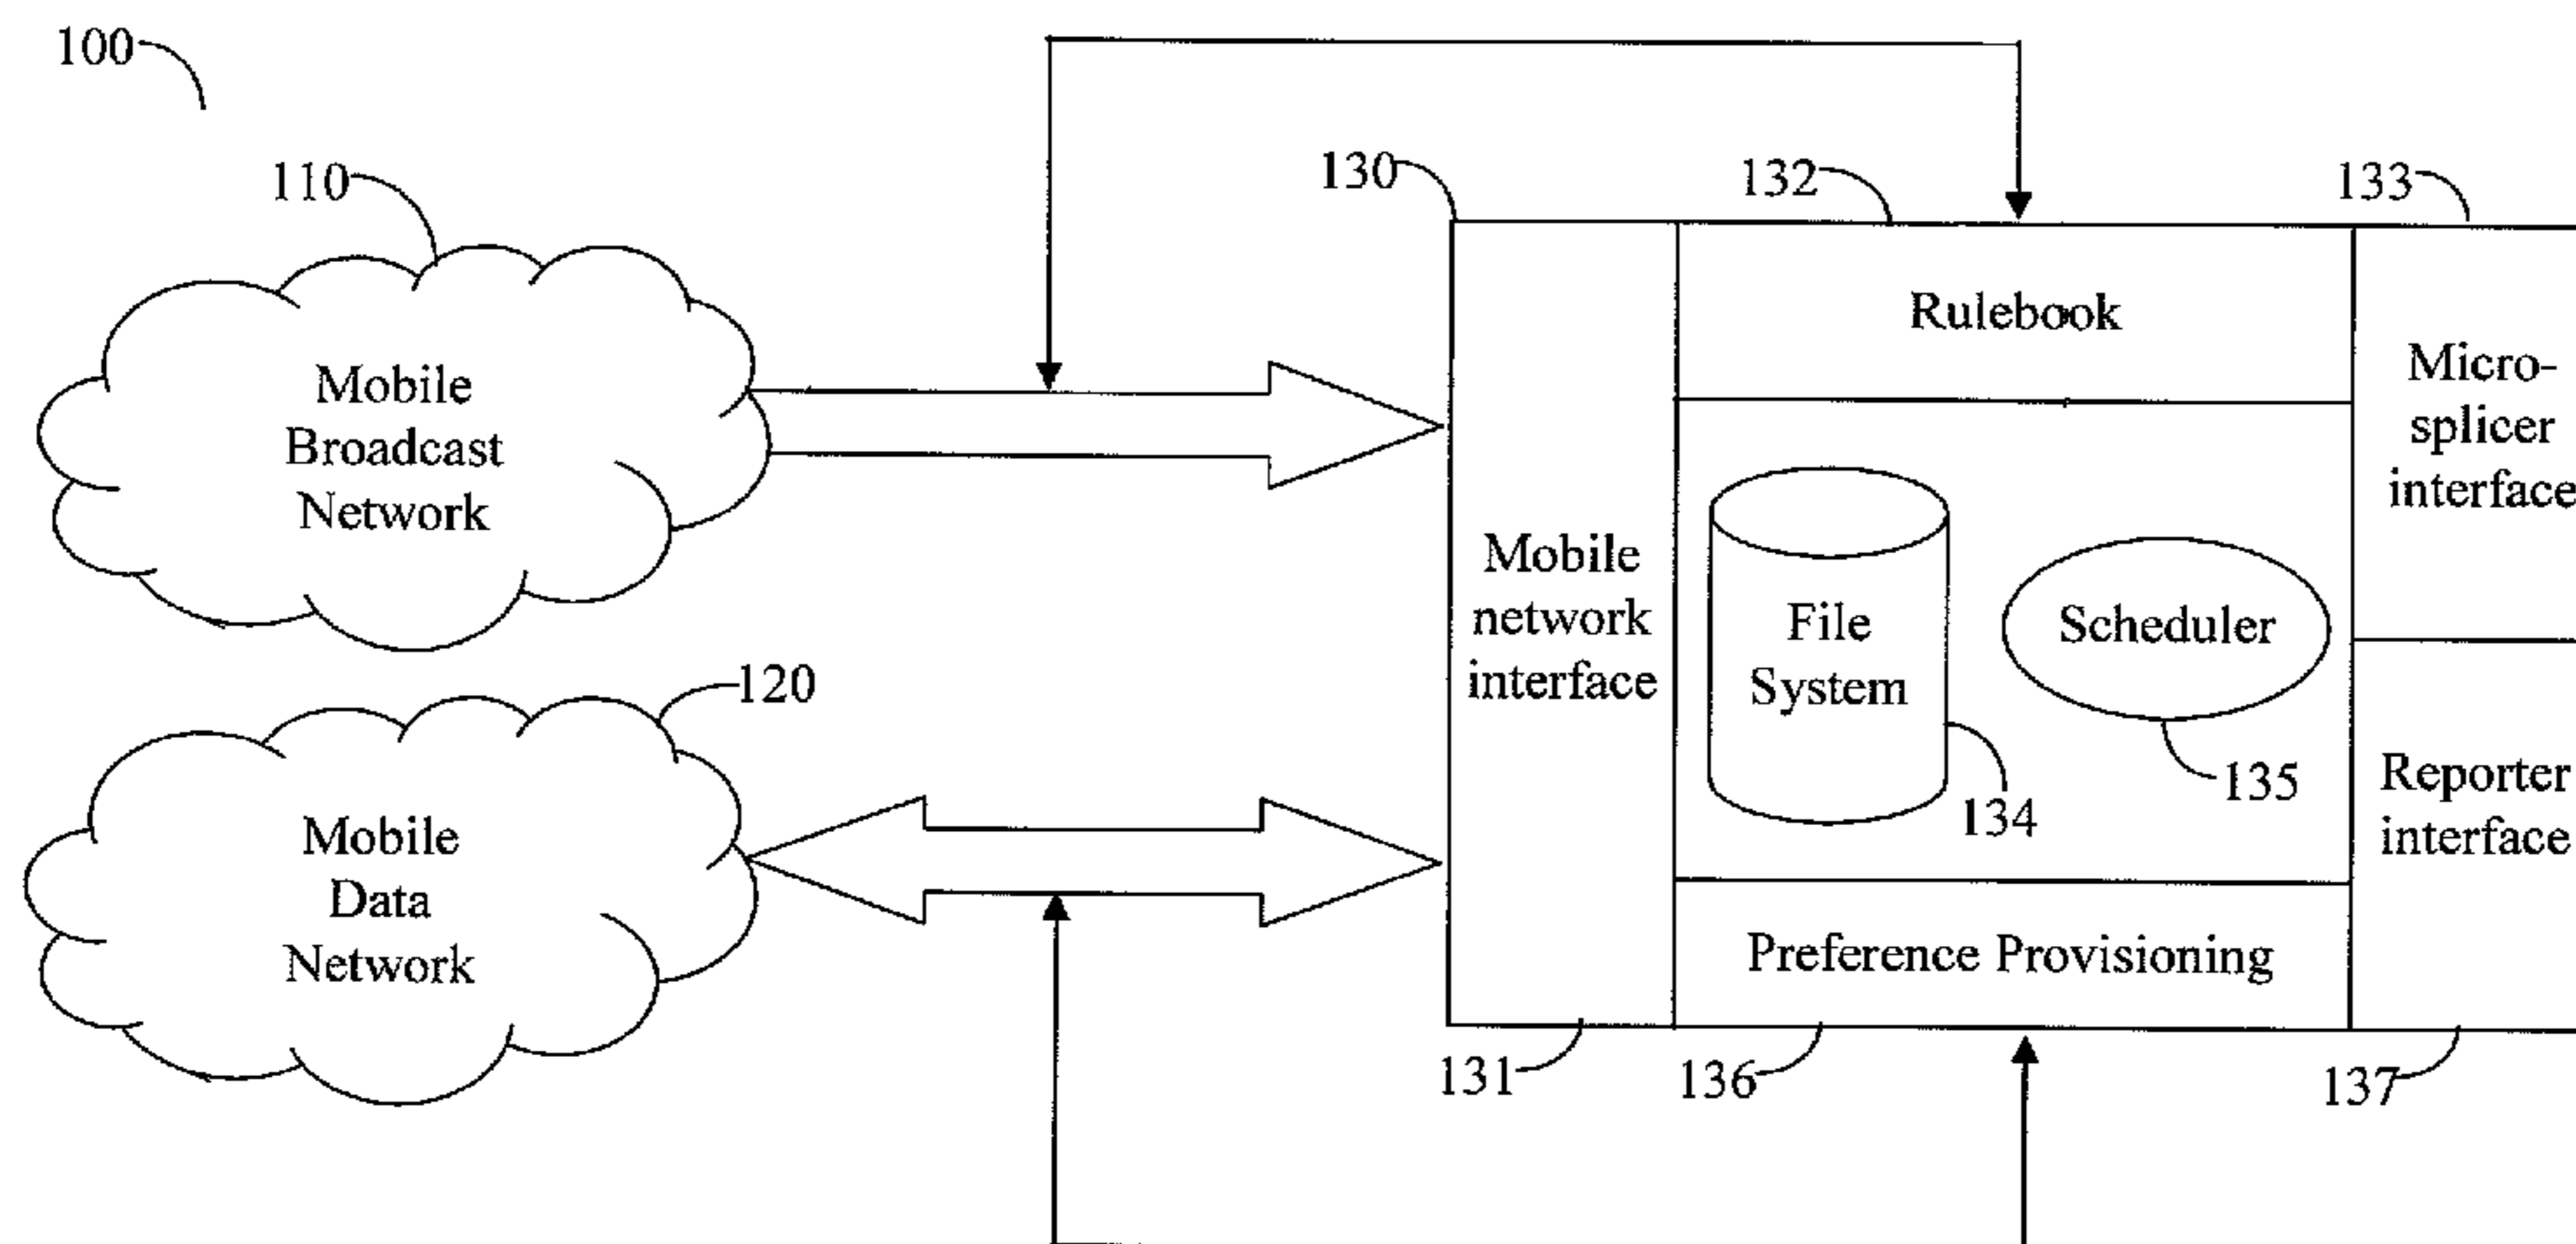 100
110
130
132
133
Mobile
Broadcast
Network
Rulebook
Micro-
splicer
interface
Mobile
network
interface
File
System
Scheduler
134
135
120
Mobile
Data
Network
Reporter
interface
Preference Provisioning
131
136
137